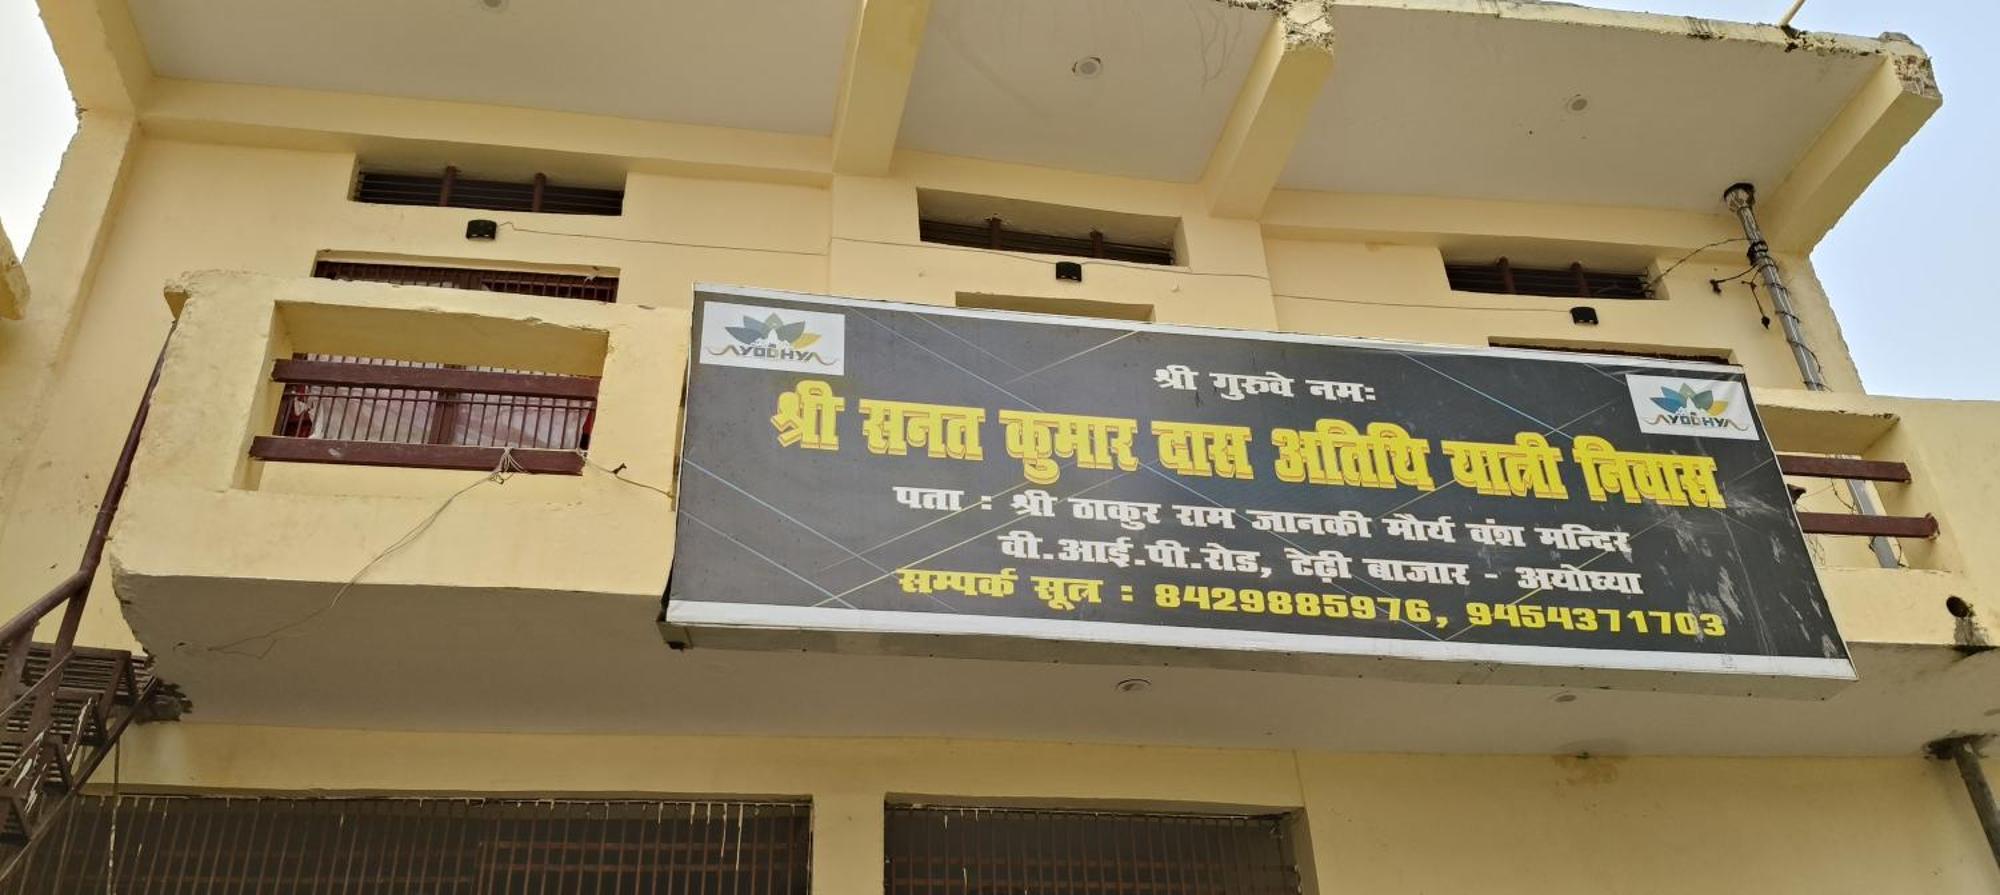 AYODHYA
AYODHYA
श्री गुरुवे नमः
श्री सनत कुमार दास अतिथि यात्री निवास
पता : श्री ठाकुर राम जानकी मौर्य वंश मन्दिर
वी.आई.पी.रोड, टेढ़ी बाजार - अयोध्या
सम्पर्क सूत्र : 8429885976, 9454371703